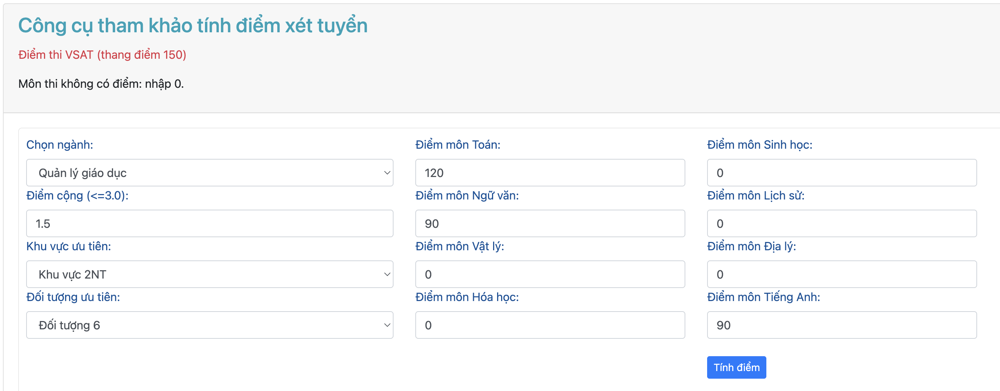 Công cụ tham khảo tính điểm xét tuyển
Điểm thi VSAT (thang điểm 150)
Môn thi không có điểm: nhập 0.
Chọn ngành:
Quản lý giáo dục
Điểm cộng (<=3.0):
1.5
Khu vực ưu tiên:
Khu vực 2NT
Đối tượng ưu tiên:
Đối tượng 6
Điểm môn Toán:
120
Điểm môn Ngữ văn:
90
Điểm môn Vật lý:
0
Điểm môn Hóa học:
0
Điểm môn Sinh học:
0
Điểm môn Lịch sử:
0
Điểm môn Địa lý:
0
Điểm môn Tiếng Anh:
90
Tính điểm